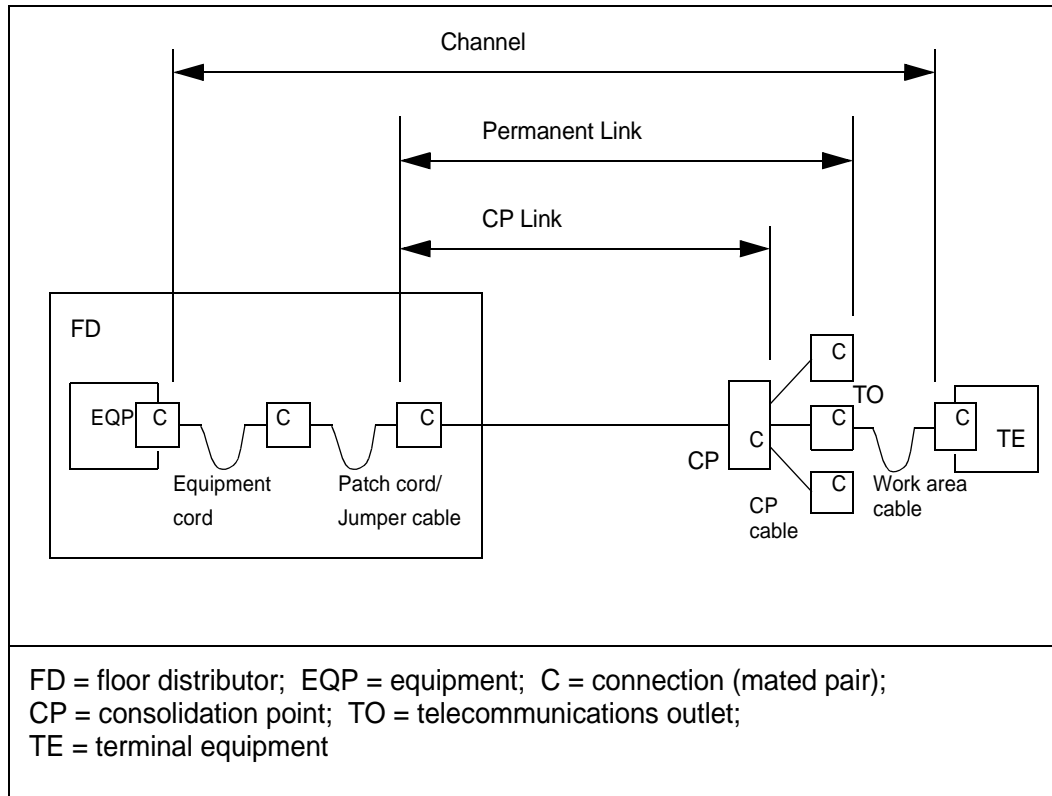 Channel
Permanent Link
CP Link
FD
C
C
TO
EQP
C
C
C
C
C
C
TE
CP
Equipment
cord
Patch cord/
Jumper cable
CP
cable
Work area
cable
FD = floor distributor;  EQP = equipment;  C = connection (mated pair);
CP = consolidation point;  TO = telecommunications outlet;
TE = terminal equipment